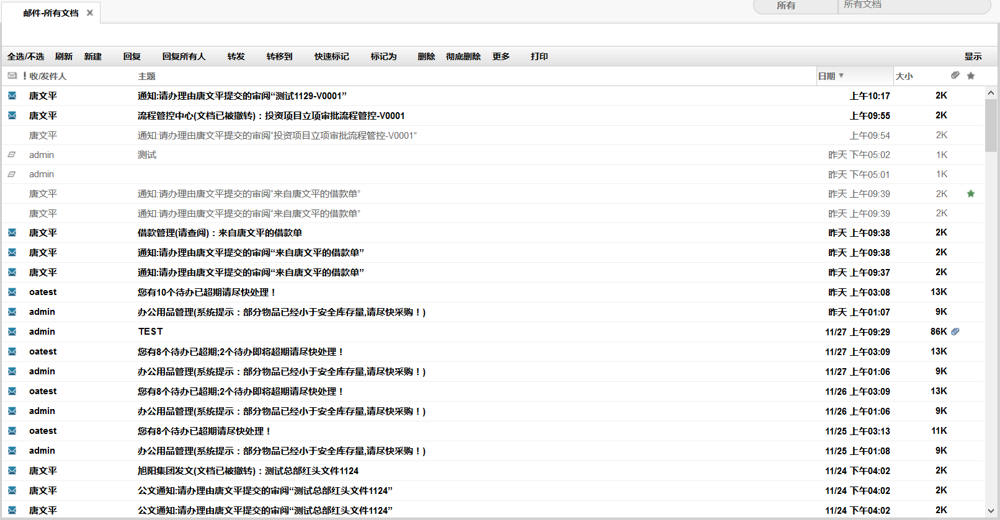 邮件-所有文档
所有 所有文档
全选/不选 刷新 新建 回复 回复所有人 转发 转移到 快速标记 标记为 删除 彻底删除 更多 打印 显示
! 收/发件人 主题 日期 大小
唐文平 通知:请办理由唐文平提交的审阅“测试1129-V0001” 上午10:17 2K
唐文平 流程管控中心(文档已被撤转)：投资项目立项审批流程管控-V0001 上午09:55 2K
唐文平 通知:请办理由唐文平提交的审阅“投资项目立项审批流程管控-V0001” 上午09:54 2K
admin 测试 昨天 下午05:02 1K
admin 昨天 下午05:01 1K
唐文平 通知:请办理由唐文平提交的审阅“来自唐文平的借款单” 昨天 上午09:39 2K
唐文平 通知:请办理由唐文平提交的审阅“来自唐文平的借款单” 昨天 上午09:39 2K
唐文平 借款管理(请查阅)：来自唐文平的借款单 昨天 上午09:38 2K
唐文平 通知:请办理由唐文平提交的审阅“来自唐文平的借款单” 昨天 上午09:38 2K
唐文平 通知:请办理由唐文平提交的审阅“来自唐文平的借款单” 昨天 上午09:37 2K
oatest 您有10个待办已超期请尽快处理！ 昨天 上午03:08 13K
admin 办公用品管理(系统提示：部分物品已经小于安全库存量,请尽快采购！) 昨天 上午01:07 9K
admin TEST 11/27 上午09:29 86K
oatest 您有8个待办已超期;2个待办即将超期请尽快处理！ 11/27 上午03:09 13K
admin 办公用品管理(系统提示：部分物品已经小于安全库存量,请尽快采购！) 11/27 上午01:06 9K
oatest 您有8个待办已超期;2个待办即将超期请尽快处理！ 11/26 上午03:09 13K
admin 办公用品管理(系统提示：部分物品已经小于安全库存量,请尽快采购！) 11/26 上午01:06 9K
oatest 您有8个待办已超期请尽快处理！ 11/25 上午03:13 11K
admin 办公用品管理(系统提示：部分物品已经小于安全库存量,请尽快采购！) 11/25 上午01:08 9K
唐文平 旭阳集团发文(文档已被撤转)：测试总部红头文件1124 11/24 下午04:02 2K
唐文平 公文通知:请办理由唐文平提交的审阅“测试总部红头文件1124” 11/24 下午04:02 2K
唐文平 公文通知:请办理由唐文平提交的审阅“测试总部红头文件1124” 11/24 下午04:02 2K